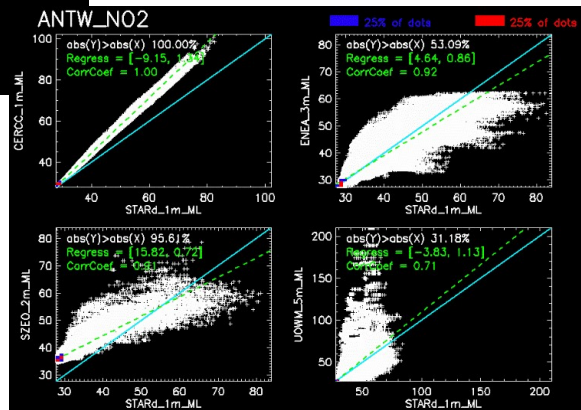 ANTW_NO2
25% of dots 25% of dots
abs(Y)>abs(X) 100.00%
Regress = [-9.15,
CorrCoef = 1.00
CERCC_1m_ML
100
80
60
40
40 60 80 100
STARd_1m_ML
abs(Y)>abs(X) 53.09%
Regress = [4.64, 0.86]
CorrCoef = 0.92
ENEA_3m_ML
80
70
60
50
40
30
30 40 50 60 70 80
STARd_1m_ML
abs(Y)>abs(X) 95.61%
Regress = [15.82, 0.72]
CorrCoef =
SZEO_2m_ML
80
70
60
50
40
30
30 40 50 60 70 80
STARd_1m_ML
abs(Y)>abs(X) 31.18%
Regress = [-3.83, 1.13]
CorrCoef = 0.71
UOWM_5m_ML
200
150
100
50
50 100 150 200
STARd_1m_ML